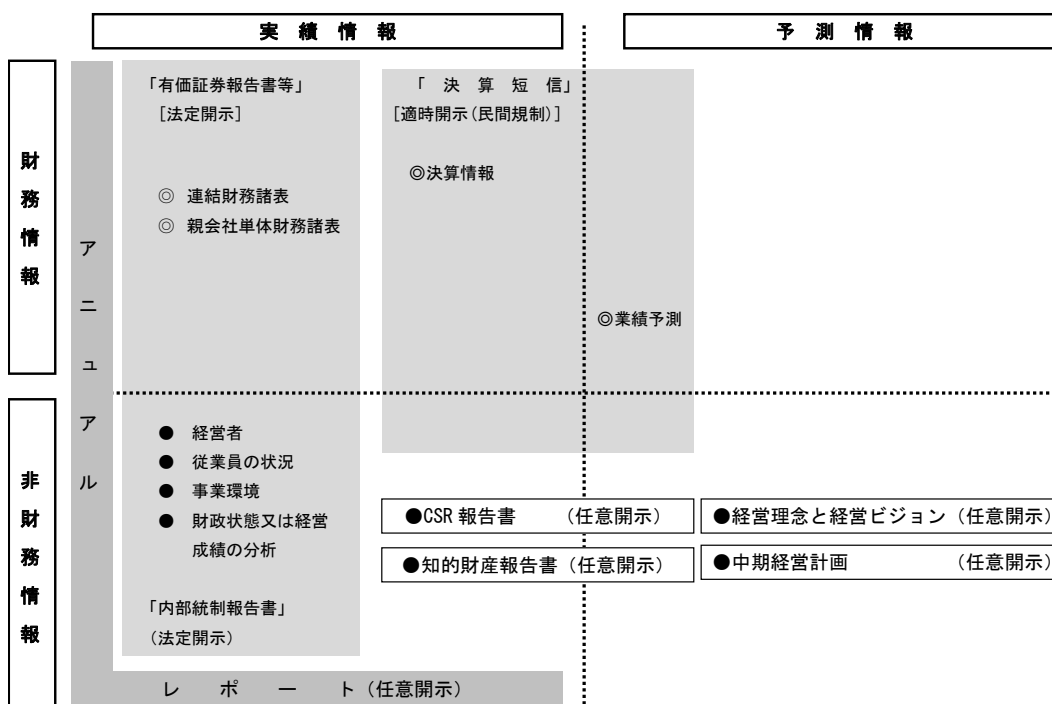 実績情報
予測情報
財務情報
非財務情報
アニュアル
「有価証券報告書等」
[法定開示]
◎ 連結財務諸表
◎ 親会社単体財務諸表
「決算短信」
[適時開示(民間規制)]
◎決算情報
◎業績予測
● 経営者
● 従業員の状況
● 事業環境
● 財政状態又は経営
成績の分析
「内部統制報告書」
(法定開示)
●CSR報告書 (任意開示)
●知的財産報告書(任意開示)
●経営理念と経営ビジョン(任意開示)
●中期経営計画 (任意開示)
レポート(任意開示)